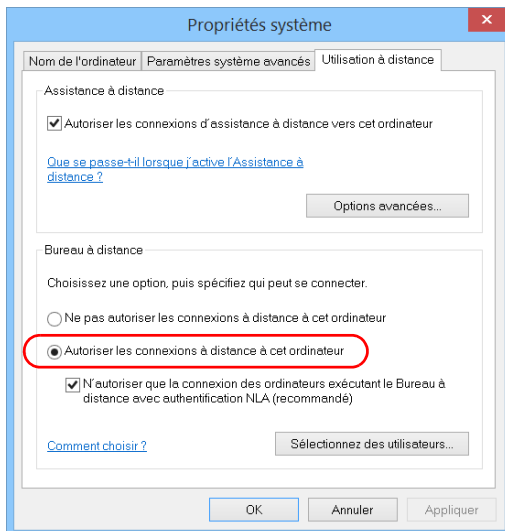 Propriétés système
Nom de l'ordinateur
Paramètres système avancés
Utilisation à distance
Assistance à distance
Autoriser les connexions d'assistance à distance vers cet ordinateur
Que se passe-t-il lorsque j'active l'Assistance à
distance ?
Options avancées...
Bureau à distance
Choisissez une option, puis spécifiez qui peut se connecter.
Ne pas autoriser les connexions à distance à cet ordinateur
Autoriser les connexions à distance à cet ordinateur
N'autoriser que la connexion des ordinateurs exécutant le Bureau à
distance avec authentification NLA (recommandé)
Comment choisir ?
Sélectionnez des utilisateurs...
OK
Annuler
Appliquer